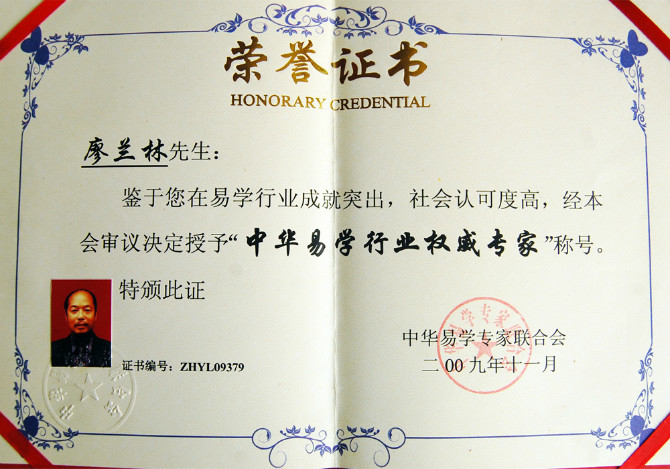 荣誉证书
HONORARY CREDENTIAL
廖兰林先生：
鉴于您在易学行业成就突出，社会认可度高，经本
会审议决定授予“中华易学行业权威专家”称号。
特颁此证
中华易学专家联合会
二00九年十一月
证书编号：ZHYL09379